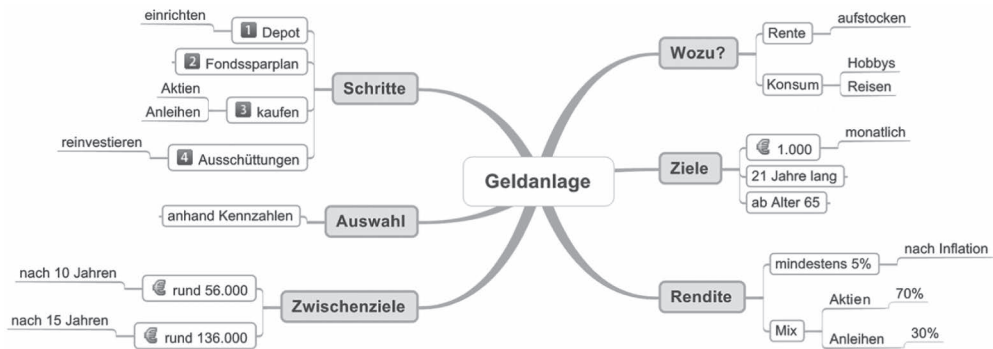 Geldanlage
Schritte
1 Depot
einrichten
2 Fondssparplan
3 kaufen
Aktien
Anleihen
4 Ausschüttungen
reinvestieren
Auswahl
anhand Kennzahlen
Zwischenziele
€ rund 56.000
nach 10 Jahren
€ rund 136.000
nach 15 Jahren
Wozu?
Rente
aufstocken
Konsum
Hobbys
Reisen
Ziele
€ 1.000
monatlich
21 Jahre lang
ab Alter 65
Rendite
mindestens 5%
nach Inflation
Mix
Aktien
70%
Anleihen
30%